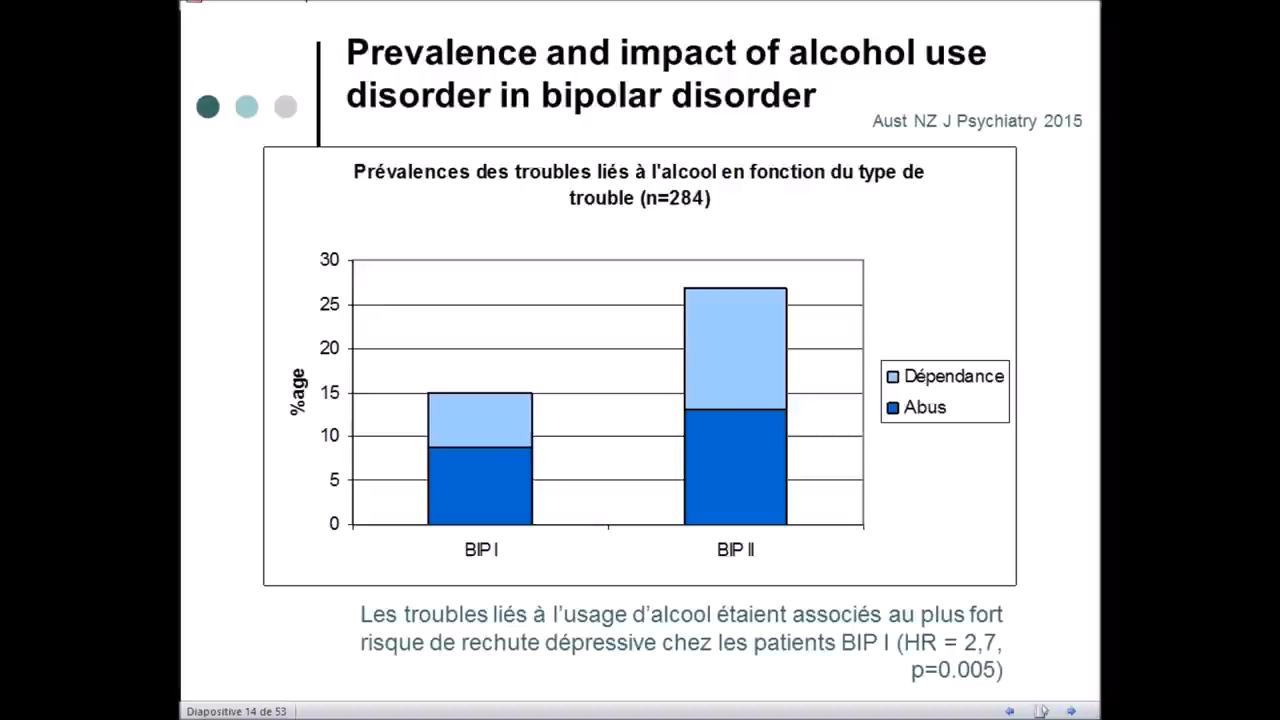 Prevalence and impact of alcohol use
disorder in bipolar disorder
Aust NZ J Psychiatry 2015
Prévalences des troubles liés à l'alcool en fonction du type de
trouble (n=284)
30
25
20
15
10
5
0
%age
BIP I
BIP II
Dépendance
Abus
Les troubles liés à l’usage d’alcool étaient associés au plus fort
risque de rechute dépressive chez les patients BIP I (HR = 2,7,
p=0.005)
Diapositive 14 de 53